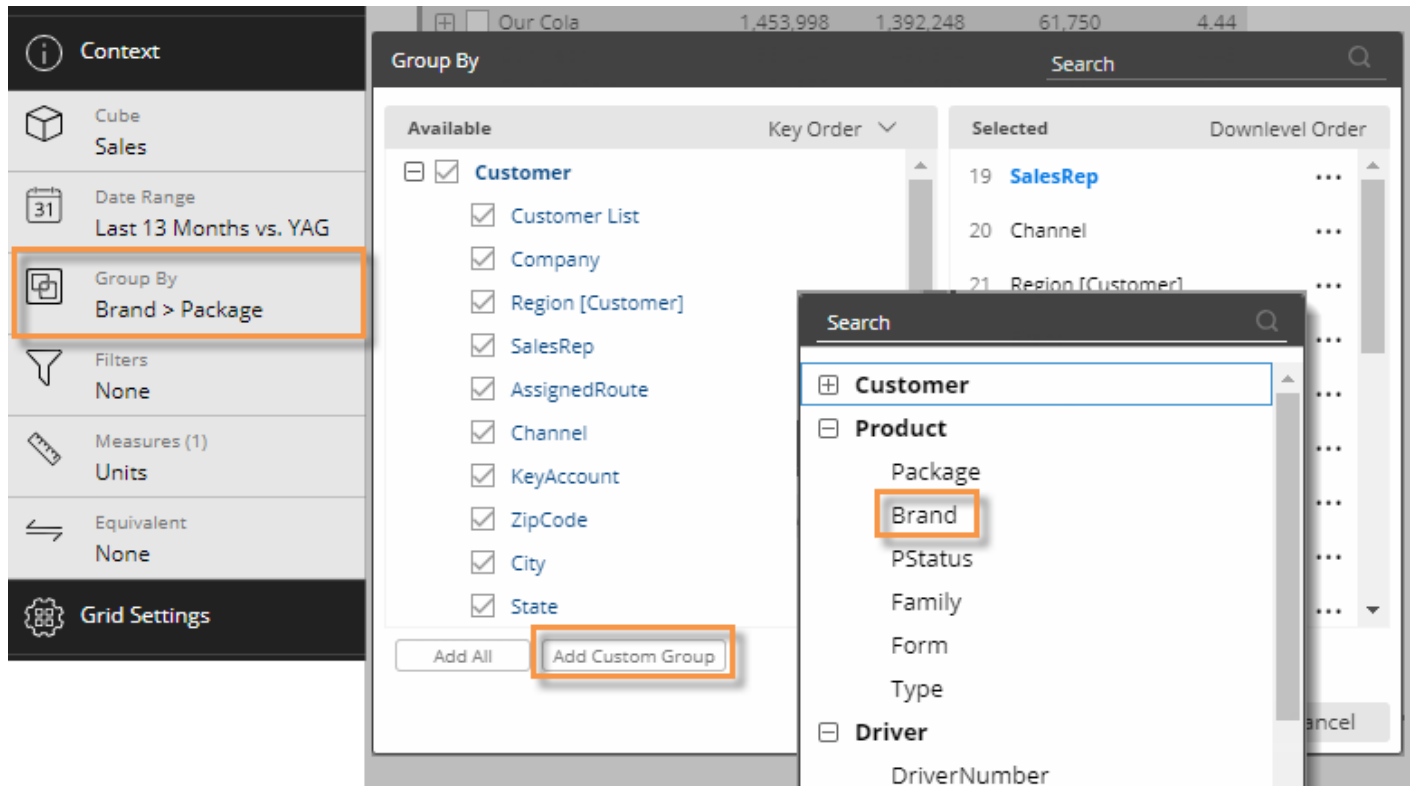 Our Cola 1,453,998 1,392,248 61,750 4.44
Context
Cube
Sales
31
Date Range
Last 13 Months vs. YAG
Group By
Brand > Package
Filters
None
Measures (1)
Units
Equivalent
None
Grid Settings
Group By
Search
Available Key Order
Customer
Customer List
Company
Region [Customer]
SalesRep
AssignedRoute
Channel
KeyAccount
ZipCode
City
State
Add All
Add Custom Group
Selected Downlevel Order
19 SalesRep ...
20 Channel ...
21 Region [Customer] ...
...
...
...
...
...
...
Search
Customer
Product
Package
Brand
PStatus
Family
Form
Type
Driver
DriverNumber